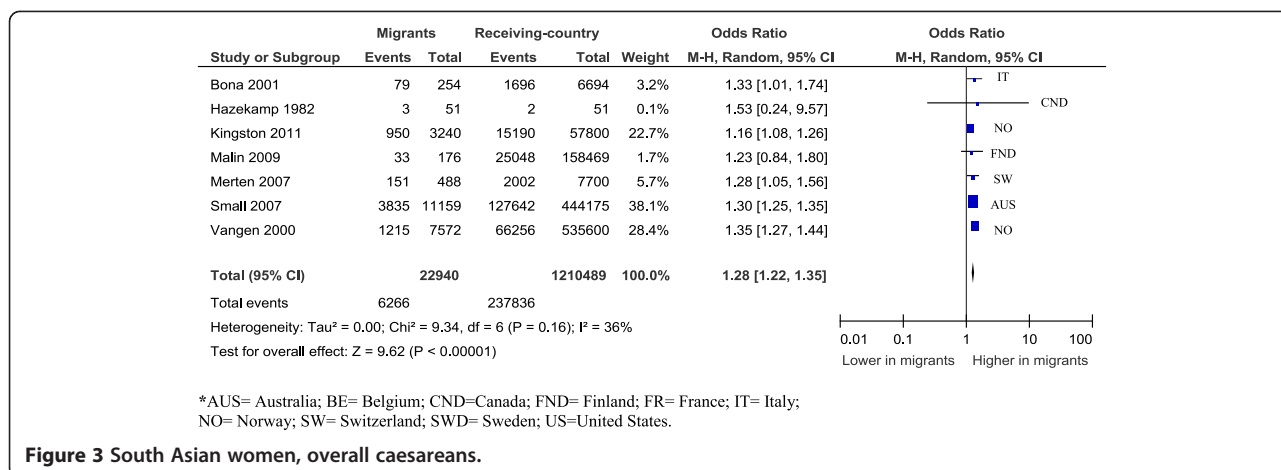 Migrants Receiving-country Odds Ratio Odds Ratio
Study or Subgroup Events Total Events Total Weight M-H, Random, 95% CI M-H, Random, 95% CI
Bona 2001 79 254 1696 6694 3.2% 1.33 [1.01, 1.74] IT
Hazekamp 1982 3 51 2 51 0.1% 1.53 [0.24, 9.57] CND
Kingston 2011 950 3240 15190 57800 22.7% 1.16 [1.08, 1.26] NO
Malin 2009 33 176 25048 158469 1.7% 1.23 [0.84, 1.80] FND
Merten 2007 151 488 2002 7700 5.7% 1.28 [1.05, 1.56] SW
Small 2007 3835 11159 127642 444175 38.1% 1.30 [1.25, 1.35] AUS
Vangen 2000 1215 7572 66256 535600 28.4% 1.35 [1.27, 1.44] NO
Total (95% CI) 22940 1210489 100.0% 1.28 [1.22, 1.35]
Total events 6266 237836
Heterogeneity: Tau² = 0.00; Chi² = 9.34, df = 6 (P = 0.16); I² = 36%
Test for overall effect: Z = 9.62 (P < 0.00001)
0.01 0.1 1 10 100
Lower in migrants Higher in migrants
*AUS= Australia; BE= Belgium; CND=Canada; FND= Finland; FR= France; IT= Italy;
NO= Norway; SW= Switzerland; SWD= Sweden; US=United States.
Figure 3 South Asian women, overall caesareans.